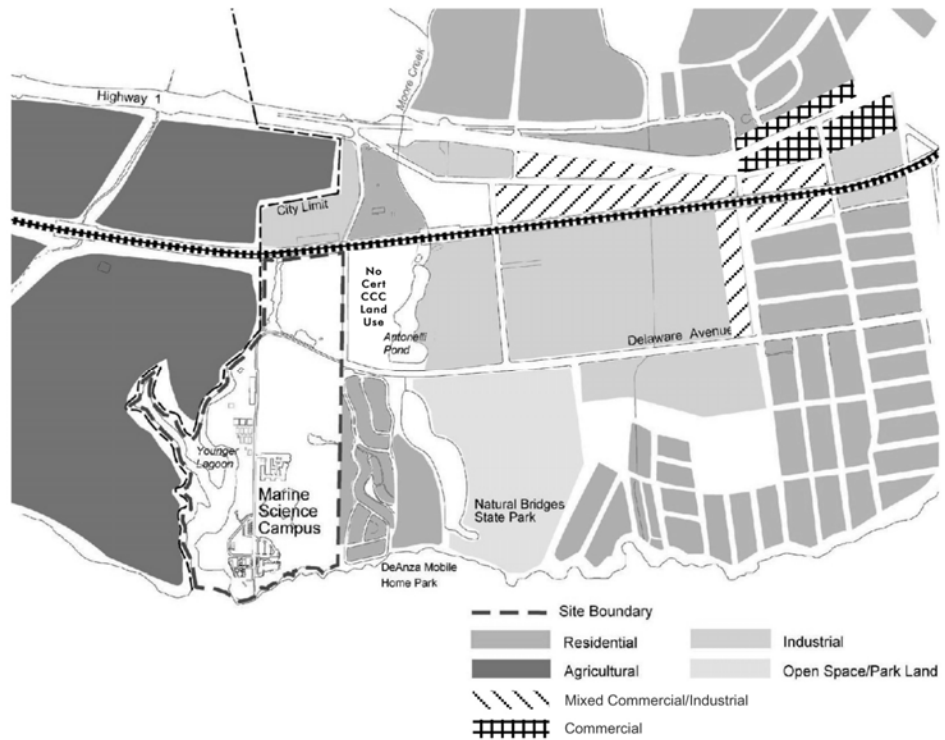 Highway 1
Moore Creek
City Limit
No
Cert
CCC
Land
Use
Antonelli
Pond
Delaware Avenue
Younger
Lagoon
Marine
Science
Campus
Natural Bridges
State Park
DeAnza Mobile
Home Park
Site Boundary
Residential
Industrial
Agricultural
Open Space/Park Land
Mixed Commercial/Industrial
Commercial